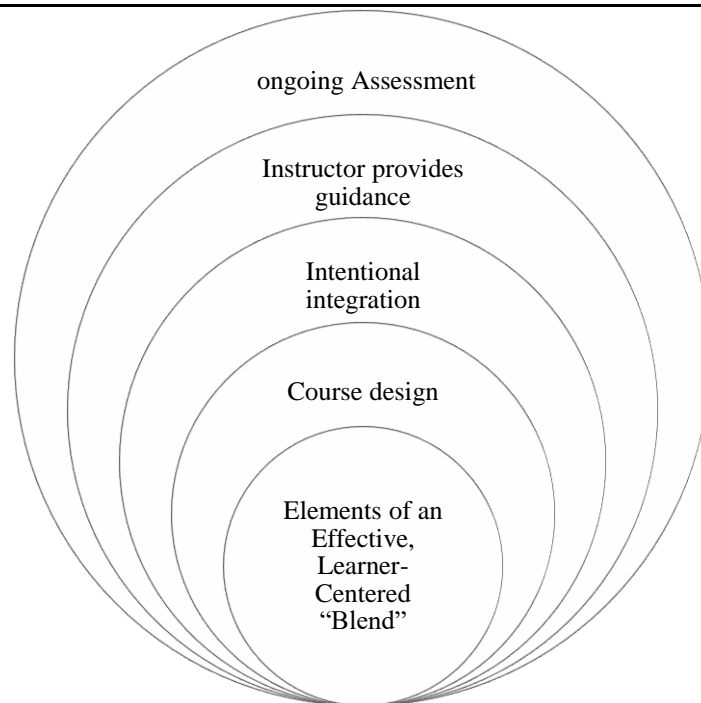 ongoing Assessment
Instructor provides
guidance
Intentional
integration
Course design
Elements of an
Effective,
Learner-
Centered
“Blend”